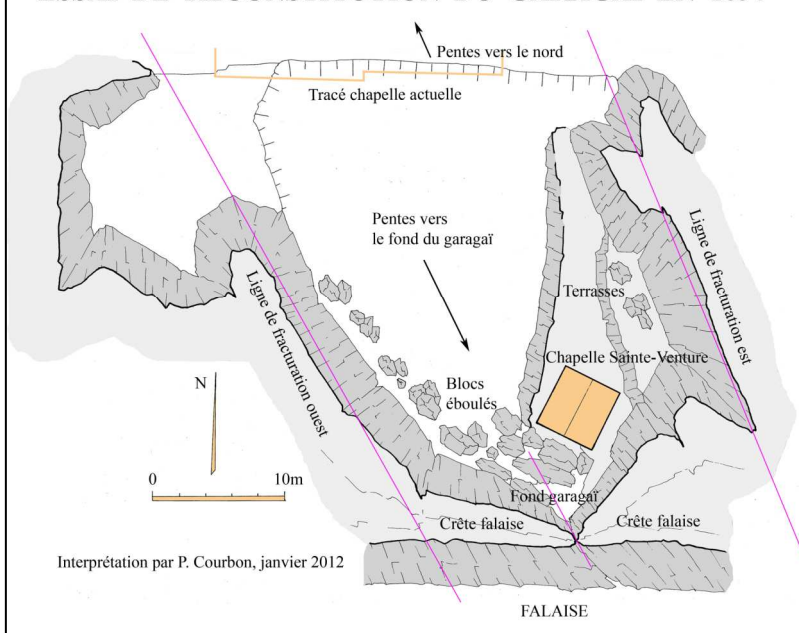 Pentes vers le nord
Tracé chapelle actuelle
Pentes vers
le fond du garagaï
Ligne de fracturation est
Terrasses
Chapelle Sainte-Venture
Ligne de fracturation ouest
Blocs
éboulés
N
0 10m
Fond garagaï
Crête falaise
Crête falaise
Interprétation par P. Courbon, janvier 2012
FALAISE